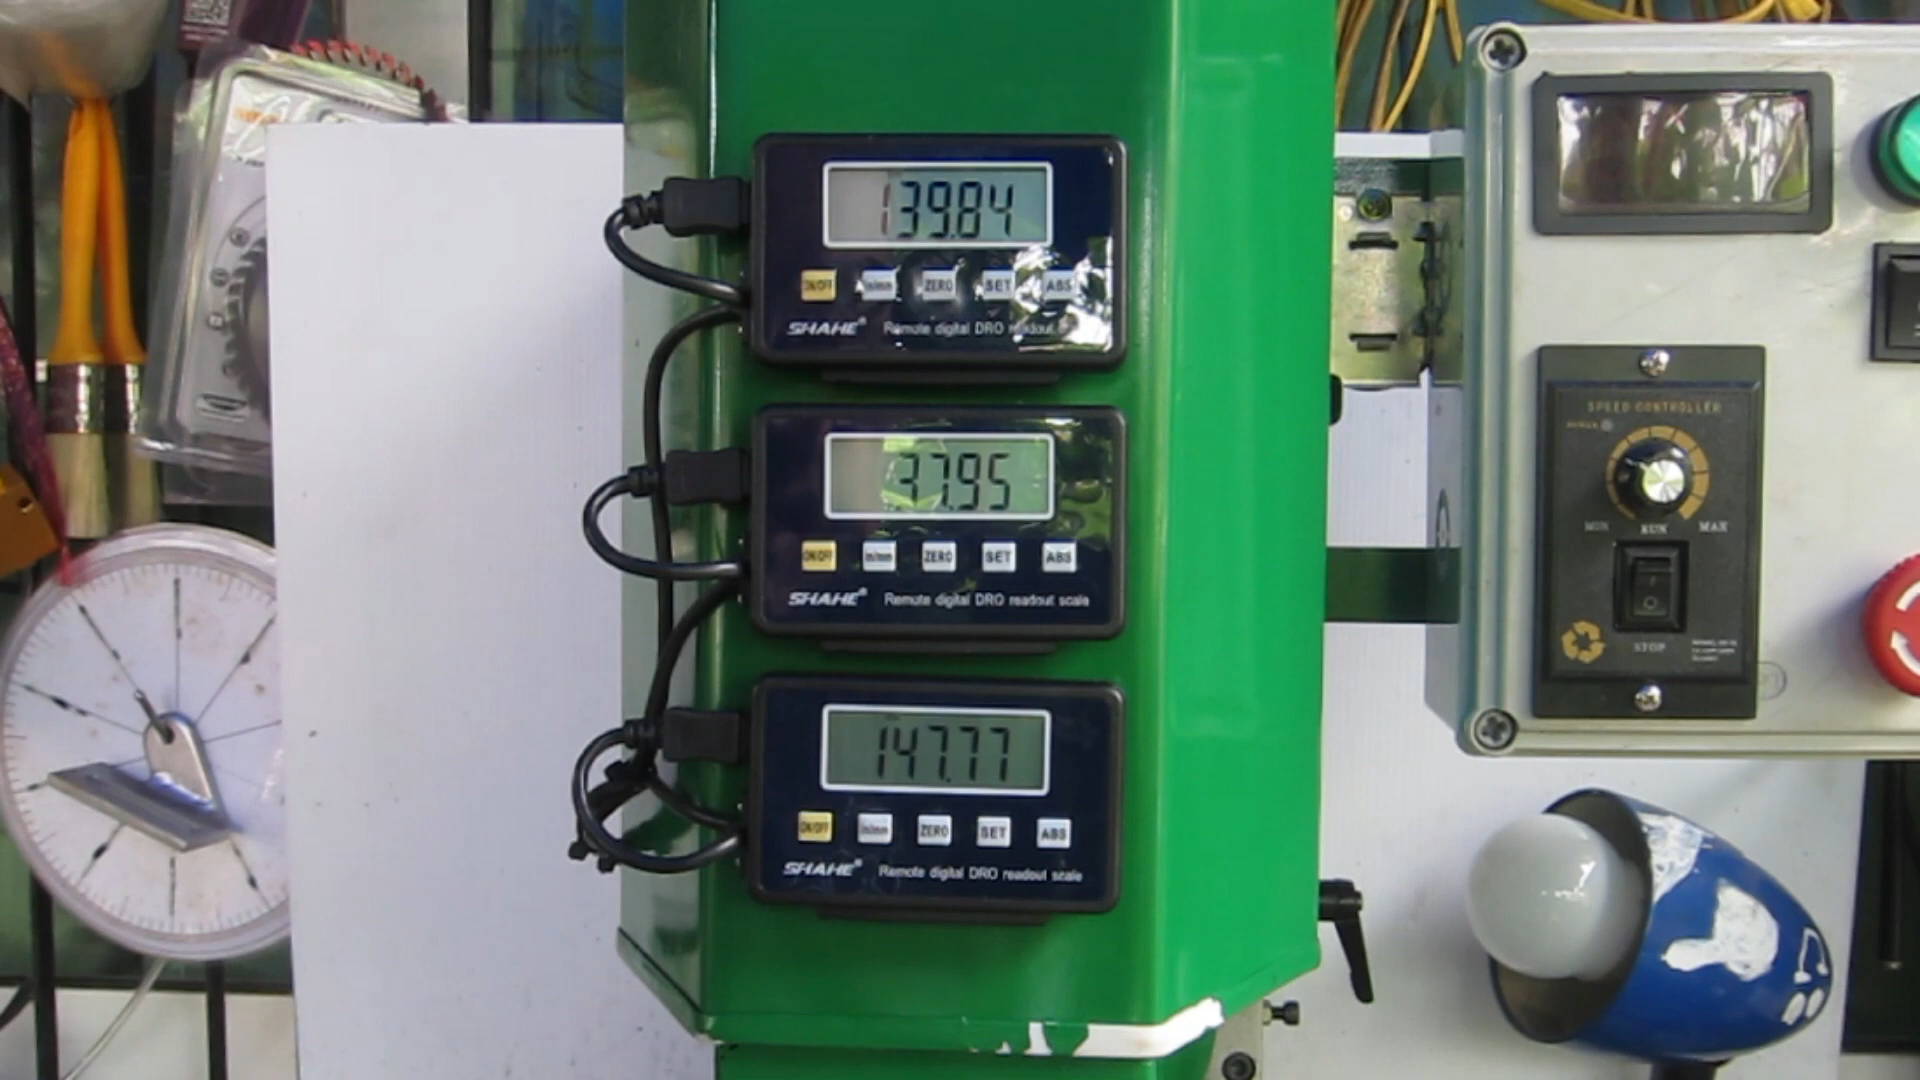 139.84
ON/OFF in/mm ZERO SET ABS
SHAHE® Remote digital DRO readout
37.95
ON/OFF in/mm ZERO SET ABS
SHAHE® Remote digital DRO readout scale
147.77
ON/OFF in/mm ZERO SET ABS
SHAHE® Remote digital DRO readout scale
SPEED CONTROLLER
POWER
MIN RUN MAX
STOP